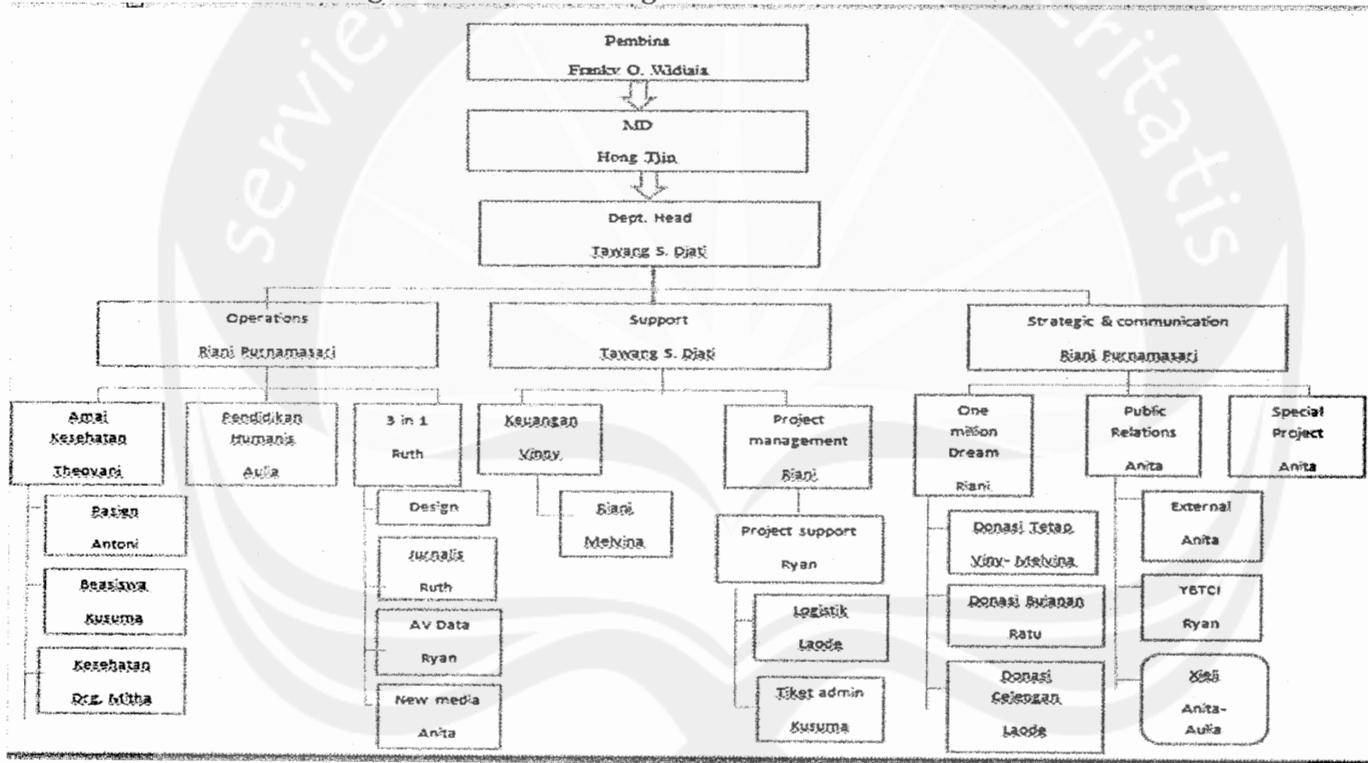 Pembina
Franky O. Widjaja
MD
Hong Tjin
Dept. Head
Tawang S. Djati
Operations
Riani Purnamasari
Support
Tawang S. Djati
Strategic & communication
Riani Purnamasari
Amal
Kesehatan
Theovani
Pendidikan
Humanis
Aulia
3 in 1
Ruth
Keuangan
Vinny
Project
management
Riani
One
million
Dream
Riani
Public
Relations
Anita
Special
Project
Anita
Pasien
Antoni
Beasiswa
Kusuma
Kesehatan
Drg. Mitha
Design
Jurnalis
Ruth
AV Data
Ryan
New media
Anita
Riani
Melvina
Project support
Ryan
Logistik
Laode
Tiket admin
Kusuma
Donasi Tetap
Viny- Melvina
Donasi Bulanan
Ratu
Donasi
Celengan
Laode
External
Anita
YBTCI
Ryan
Xieli
Anita-
Aulia